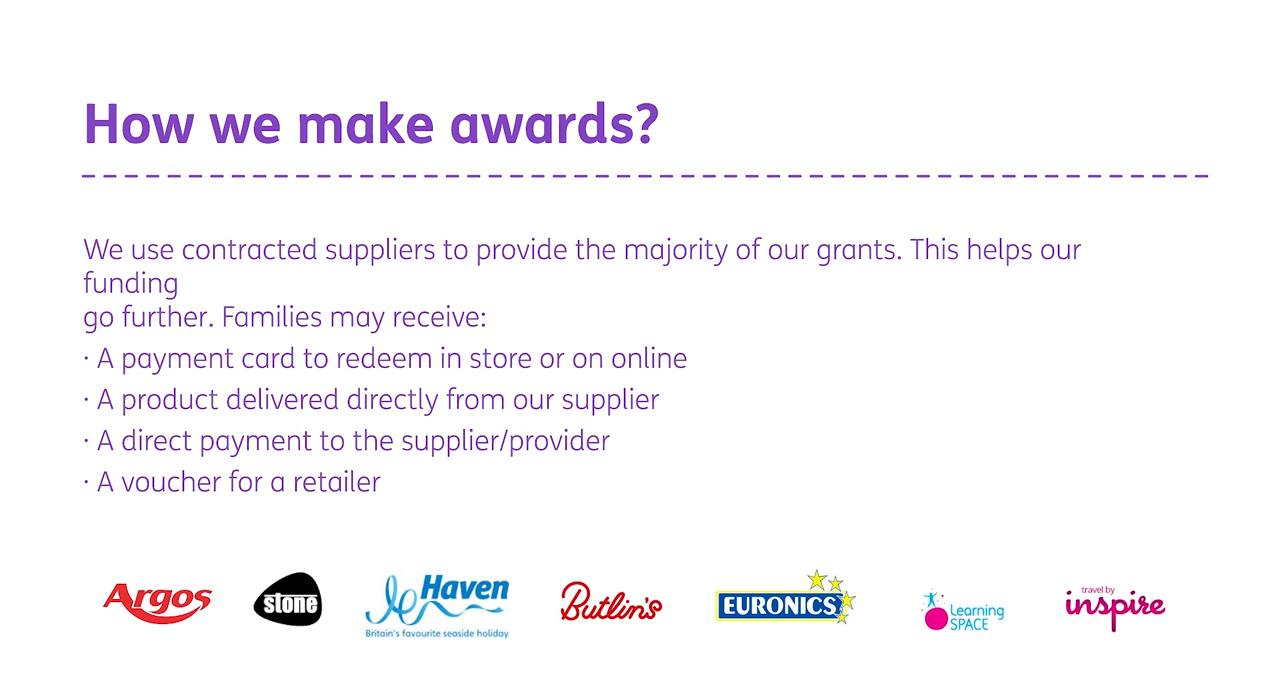 How we make awards?
We use contracted suppliers to provide the majority of our grants. This helps our
funding
go further. Families may receive:
· A payment card to redeem in store or on online
· A product delivered directly from our supplier
· A direct payment to the supplier/provider
· A voucher for a retailer
Argos
stone
Haven
Britain's favourite seaside holiday
Butlin's
EURONICS
Learning
SPACE
travel by
inspire